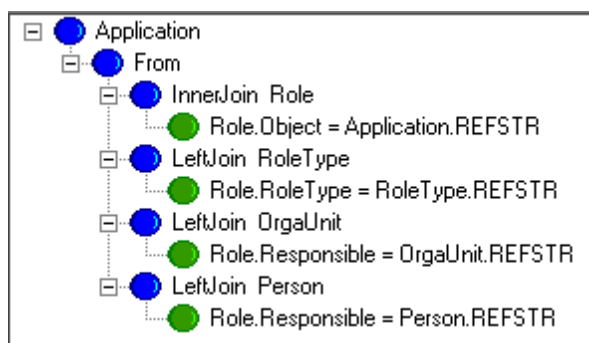 Application
From
InnerJoin Role
Role.Object = Application.REFSTR
LeftJoin RoleType
Role.RoleType = RoleType.REFSTR
LeftJoin OrgaUnit
Role.Responsible = OrgaUnit.REFSTR
LeftJoin Person
Role.Responsible = Person.REFSTR